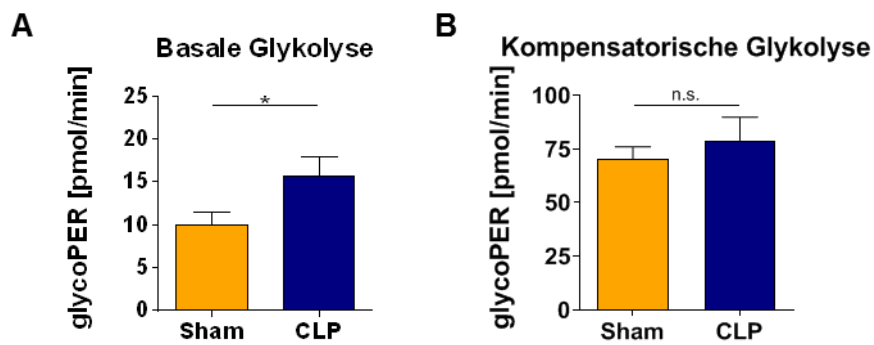 A
Basale Glykolyse
glycoPER [pmol/min]
25
20
15
10
5
0
*
Sham CLP
B
Kompensatorische Glykolyse
glycoPER [pmol/min]
100
75
50
25
0
n.s.
Sham CLP